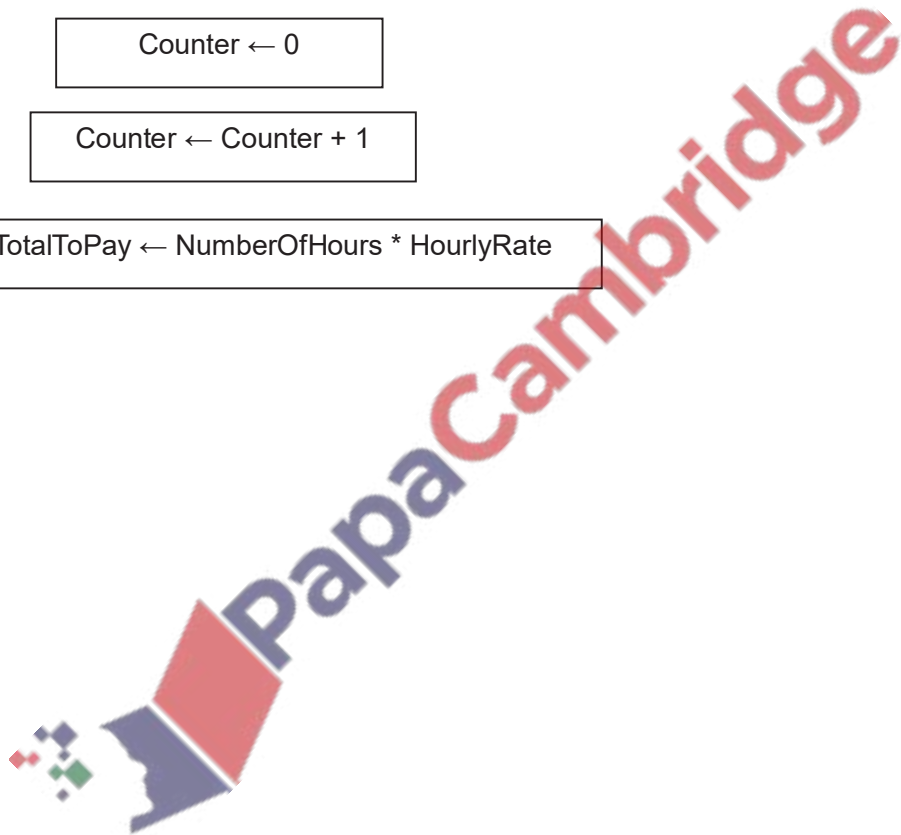 Counter ← 0
Counter ← Counter + 1
TotalToPay ← NumberOfHours * HourlyRate
PapaCambridge